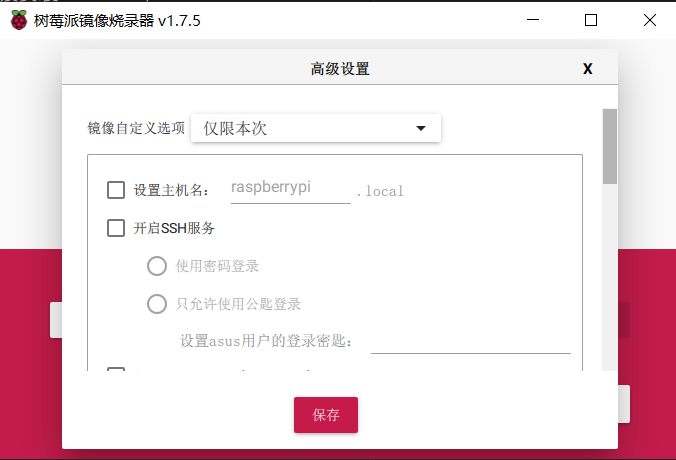 树莓派镜像烧录器 v1.7.5
高级设置 X
镜像自定义选项 仅限本次
设置主机名： raspberrypi .local
开启SSH服务
使用密码登录
只允许使用公匙登录
设置asus用户的登录密匙：
保存